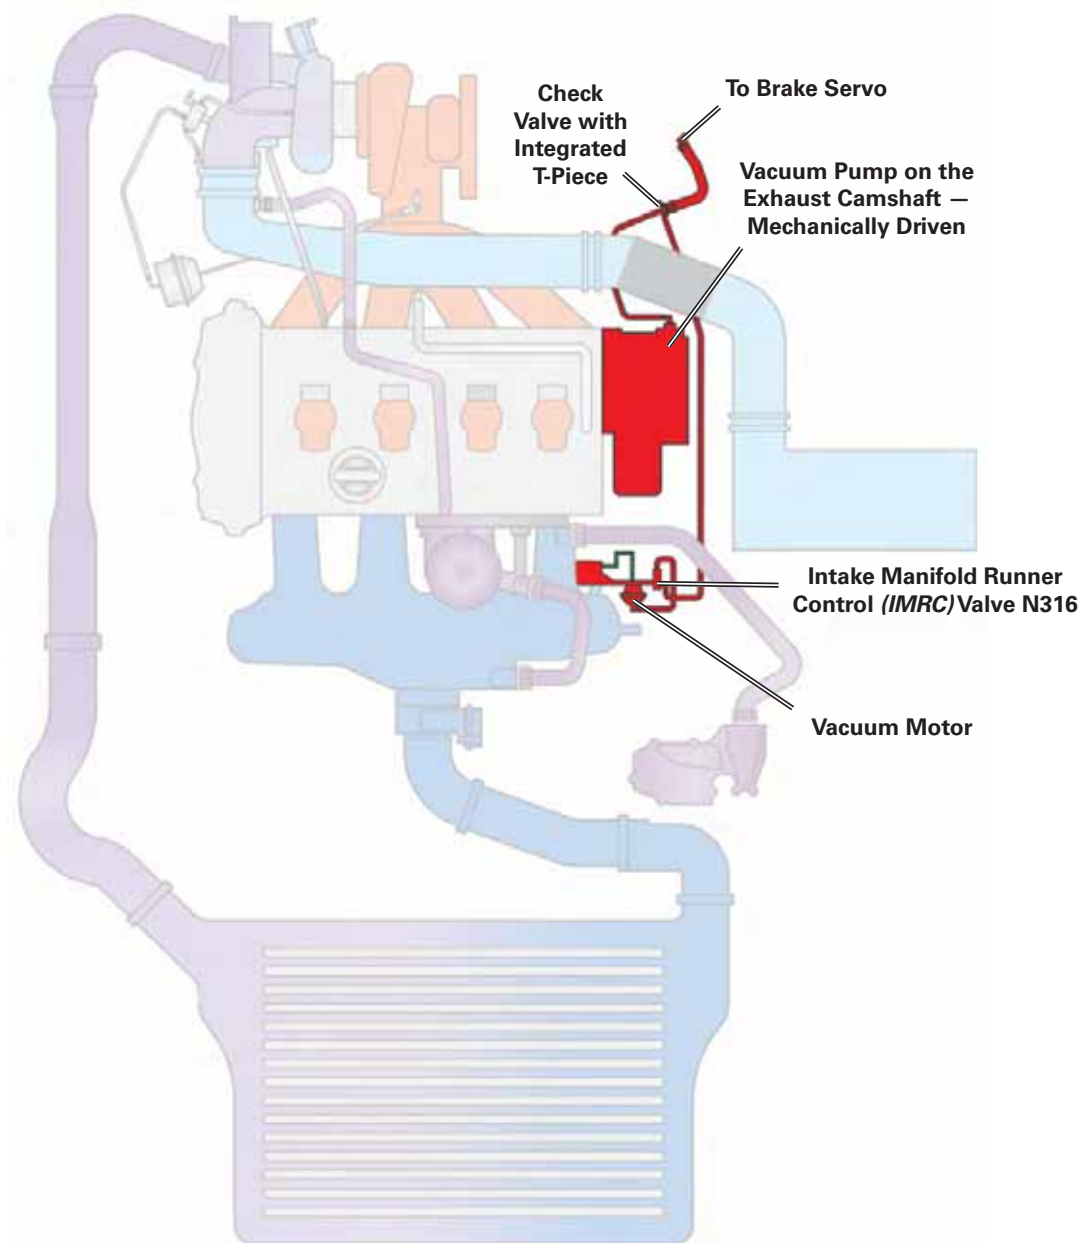 Check
Valve with
Integrated
T-Piece
To Brake Servo
Vacuum Pump on the
Exhaust Camshaft —
Mechanically Driven
Intake Manifold Runner
Control (IMRC) Valve N316
Vacuum Motor